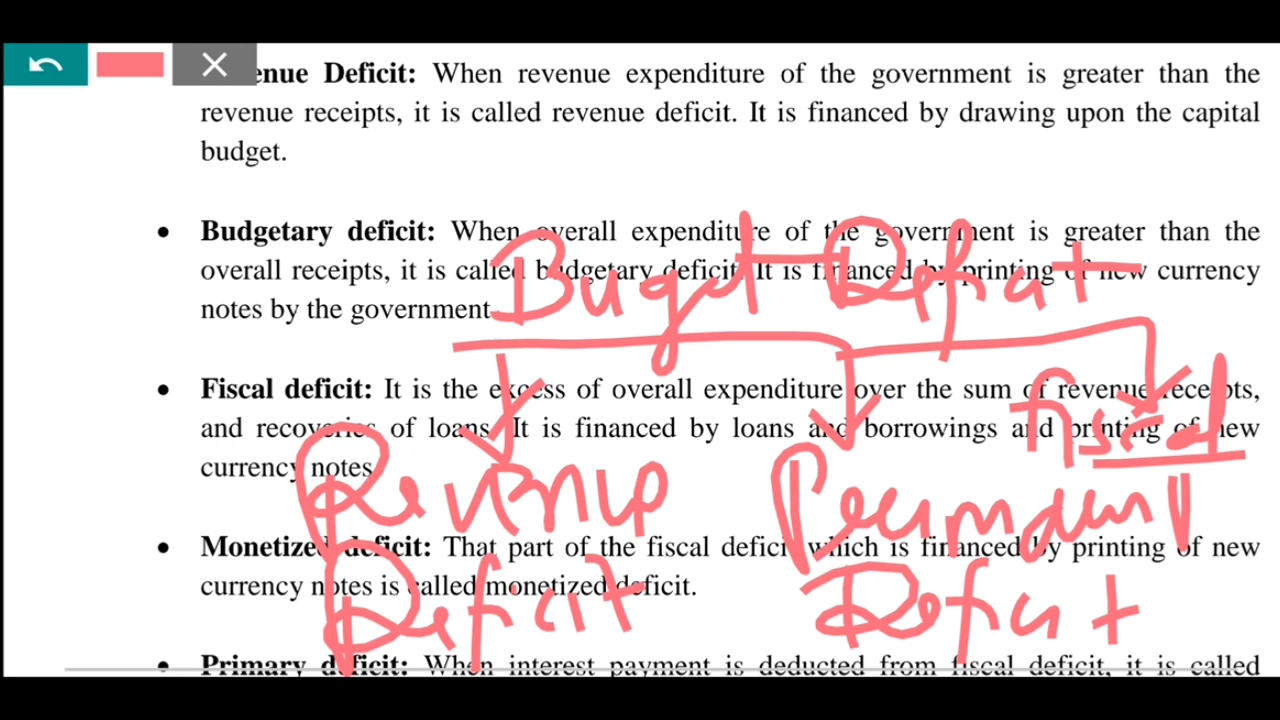 enue Deficit: When revenue expenditure of the government is greater than the
revenue receipts, it is called revenue deficit. It is financed by drawing upon the capital
budget.
• Budgetary deficit: When overall expenditure of the government is greater than the
overall receipts, it is called budgetary deficit. It is financed by printing of new currency
notes by the government.
Buget Deficit
• Fiscal deficit: It is the excess of overall expenditure over the sum of revenue receipts,
and recoveries of loans. It is financed by loans and borrowings and printing of new
currency notes
fiscal
Deficit
Deficit
• Monetized deficit: That part of the fiscal deficit which is financed by printing of new
currency notes is called monetized deficit.
• Primary deficit: When interest payment is deducted from fiscal deficit, it is called